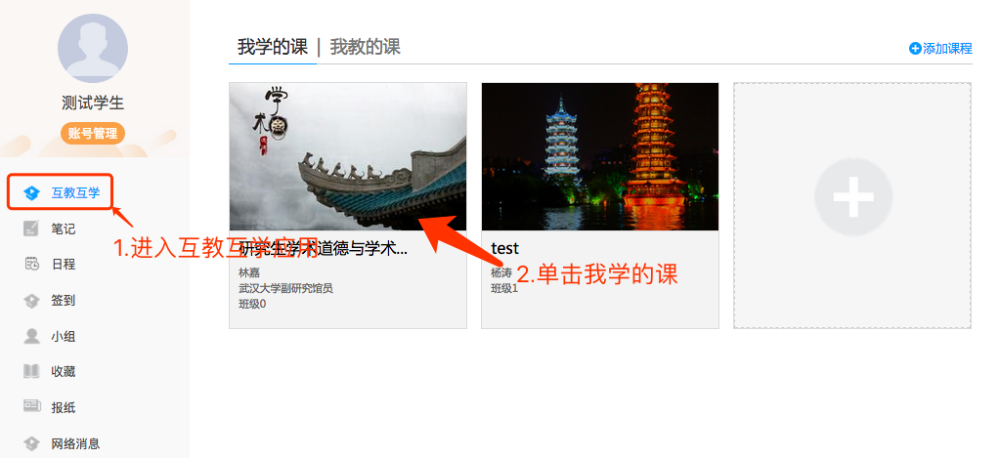 测试学生
账号管理
互教互学
笔记
日程
签到
小组
收藏
报纸
网络消息
我学的课 | 我教的课
添加课程
学术
研究生学术道德与学术...
林嘉
武汉大学副研究馆员
班级0
test
杨涛
班级1
1.进入互教互学应用
2.单击我学的课